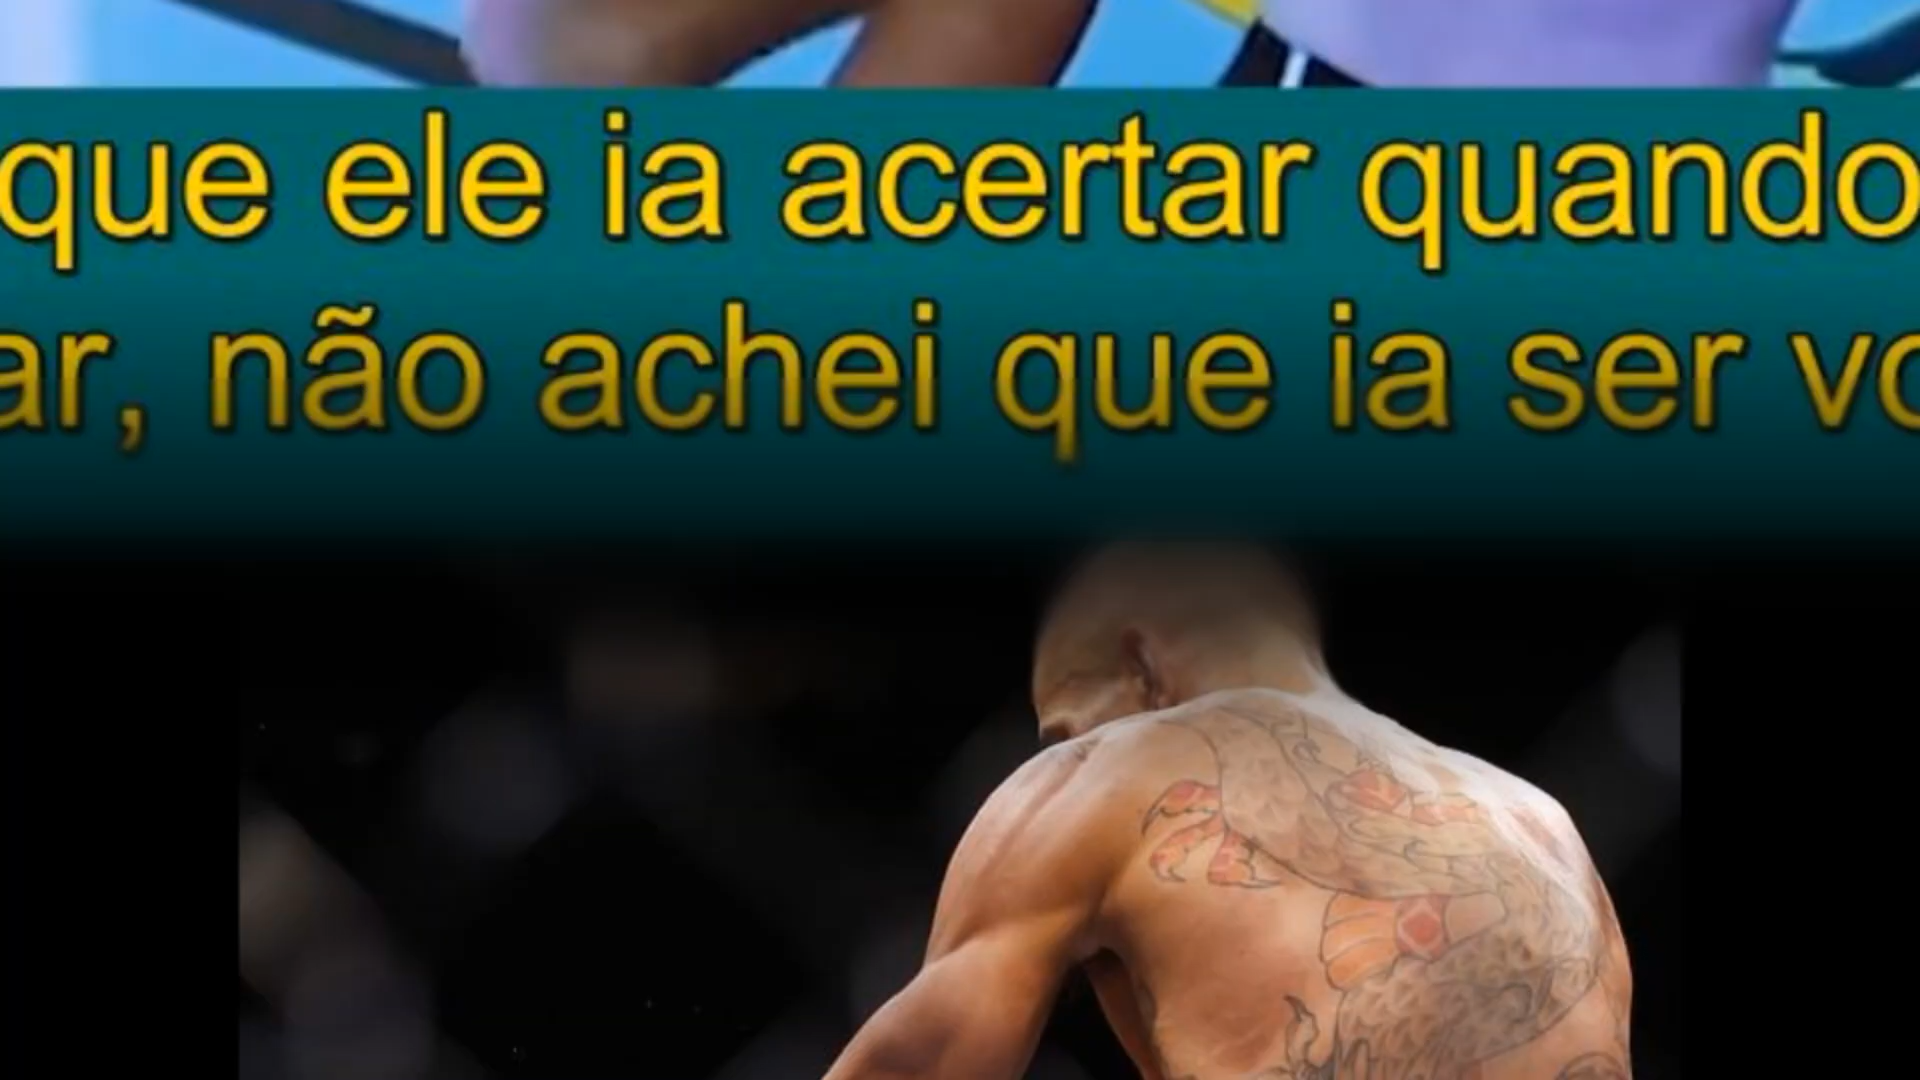 que ele ia acertar quando
ar, não achei que ia ser vo